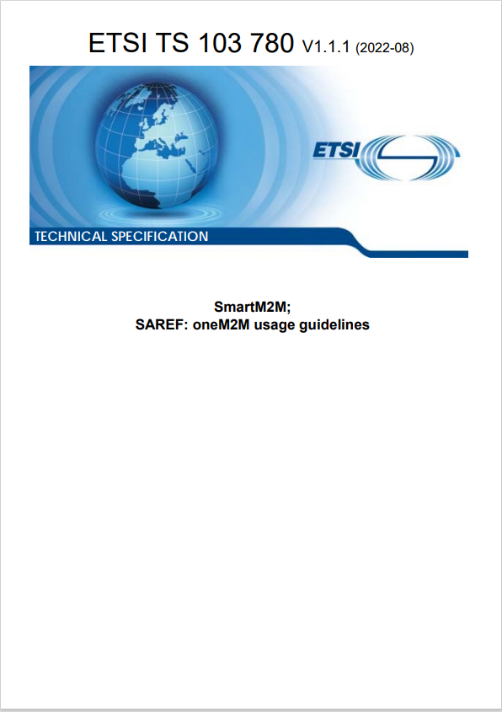 ETSI TS 103 780 V1.1.1 (2022-08)
ETSI
TECHNICAL SPECIFICATION
SmartM2M;
SAREF: oneM2M usage guidelines